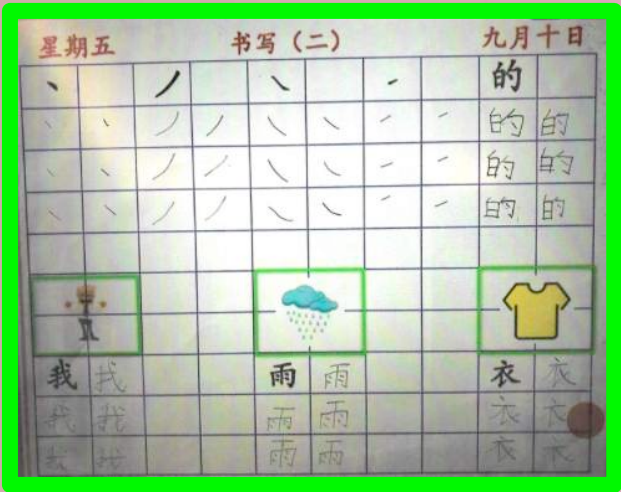 星期五 书写（二） 九月十日
丶 丿 ㇏ ㇀ 的
丶 丶 丿 丿 ㇏ ㇏ ㇀ ㇀ 的 的
丶 丶 丿 丿 ㇏ ㇏ ㇀ ㇀ 的 的
丶 丶 丿 丿 ㇏ ㇏ ㇀ ㇀ 的 的
我 我 雨 雨 衣 衣
我 我 雨 雨 衣 衣
我 我 雨 雨 衣 衣